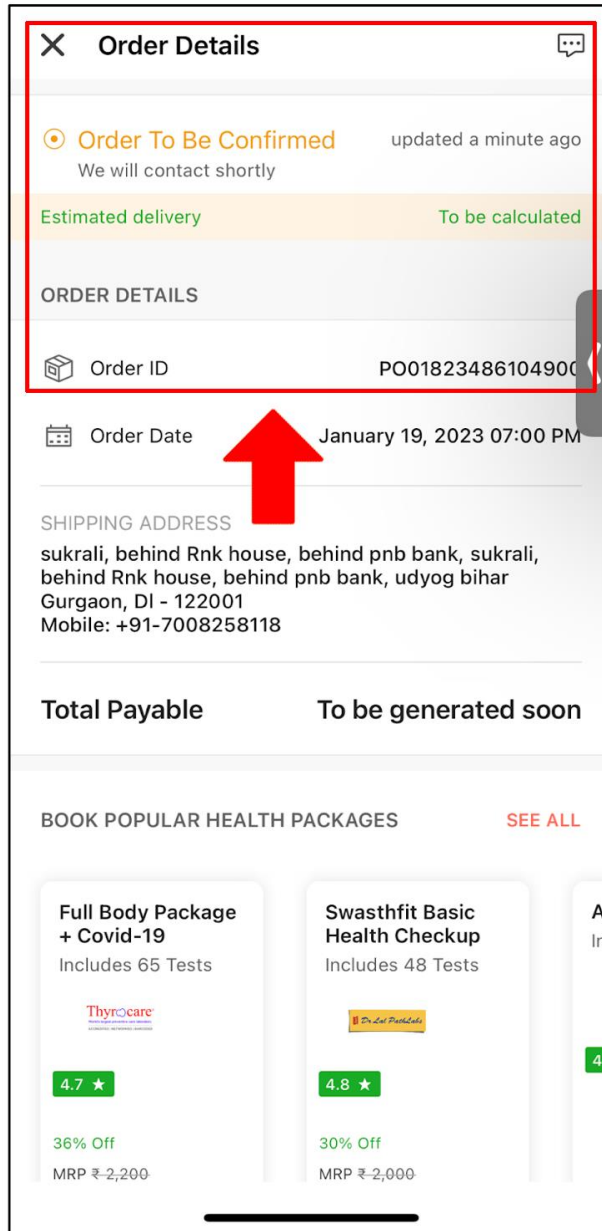 Order Details
Order To Be Confirmed updated a minute ago
We will contact shortly
Estimated delivery To be calculated
ORDER DETAILS
Order ID PO01823486104900
Order Date January 19, 2023 07:00 PM
SHIPPING ADDRESS
sukrali, behind Rnk house, behind pnb bank, sukrali,
behind Rnk house, behind pnb bank, udyog bihar
Gurgaon, Dl - 122001
Mobile: +91-7008258118
Total Payable To be generated soon
BOOK POPULAR HEALTH PACKAGES SEE ALL
Full Body Package
+ Covid-19
Includes 65 Tests
Thyrocare
4.7 ★
36% Off
MRP ₹ 2,200
Swasthfit Basic
Health Checkup
Includes 48 Tests
Dr Lal PathLabs
4.8 ★
30% Off
MRP ₹ 2,000
A
4